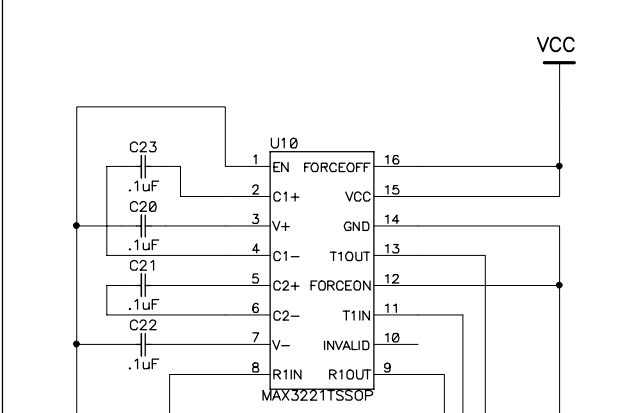 VCC
C23
.1uF
C20
.1uF
C21
.1uF
C22
.1uF
U10
1 EN FORCEOFF 16
2 C1+ VCC 15
3 V+ GND 14
4 C1- T1OUT 13
5 C2+ FORCEON 12
6 C2- T1IN 11
7 V- INVALID 10
8 R1IN R1OUT 9
MAX3221TSSOP